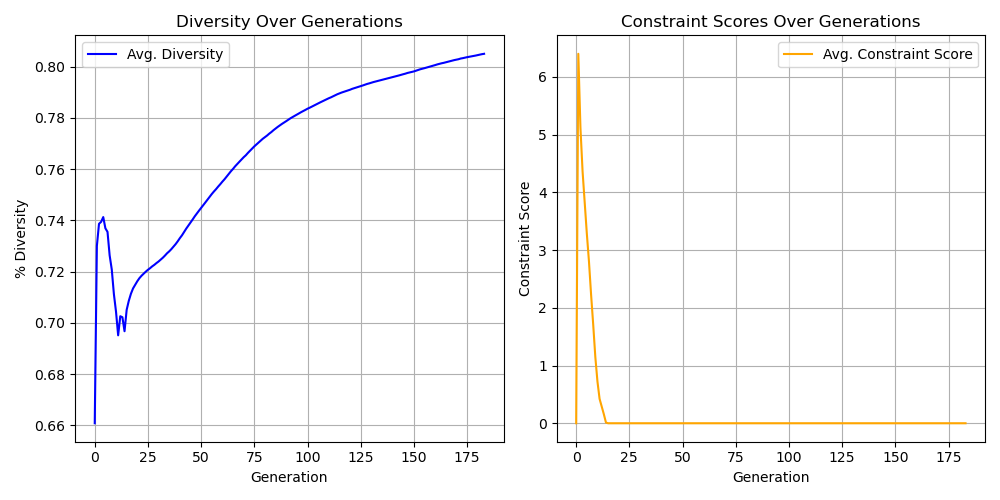 Diversity Over Generations
Avg. Diversity
% Diversity
0.80
0.78
0.76
0.74
0.72
0.70
0.68
0.66
0 25 50 75 100 125 150 175
Generation
Constraint Scores Over Generations
Avg. Constraint Score
Constraint Score
6
5
4
3
2
1
0
0 25 50 75 100 125 150 175
Generation